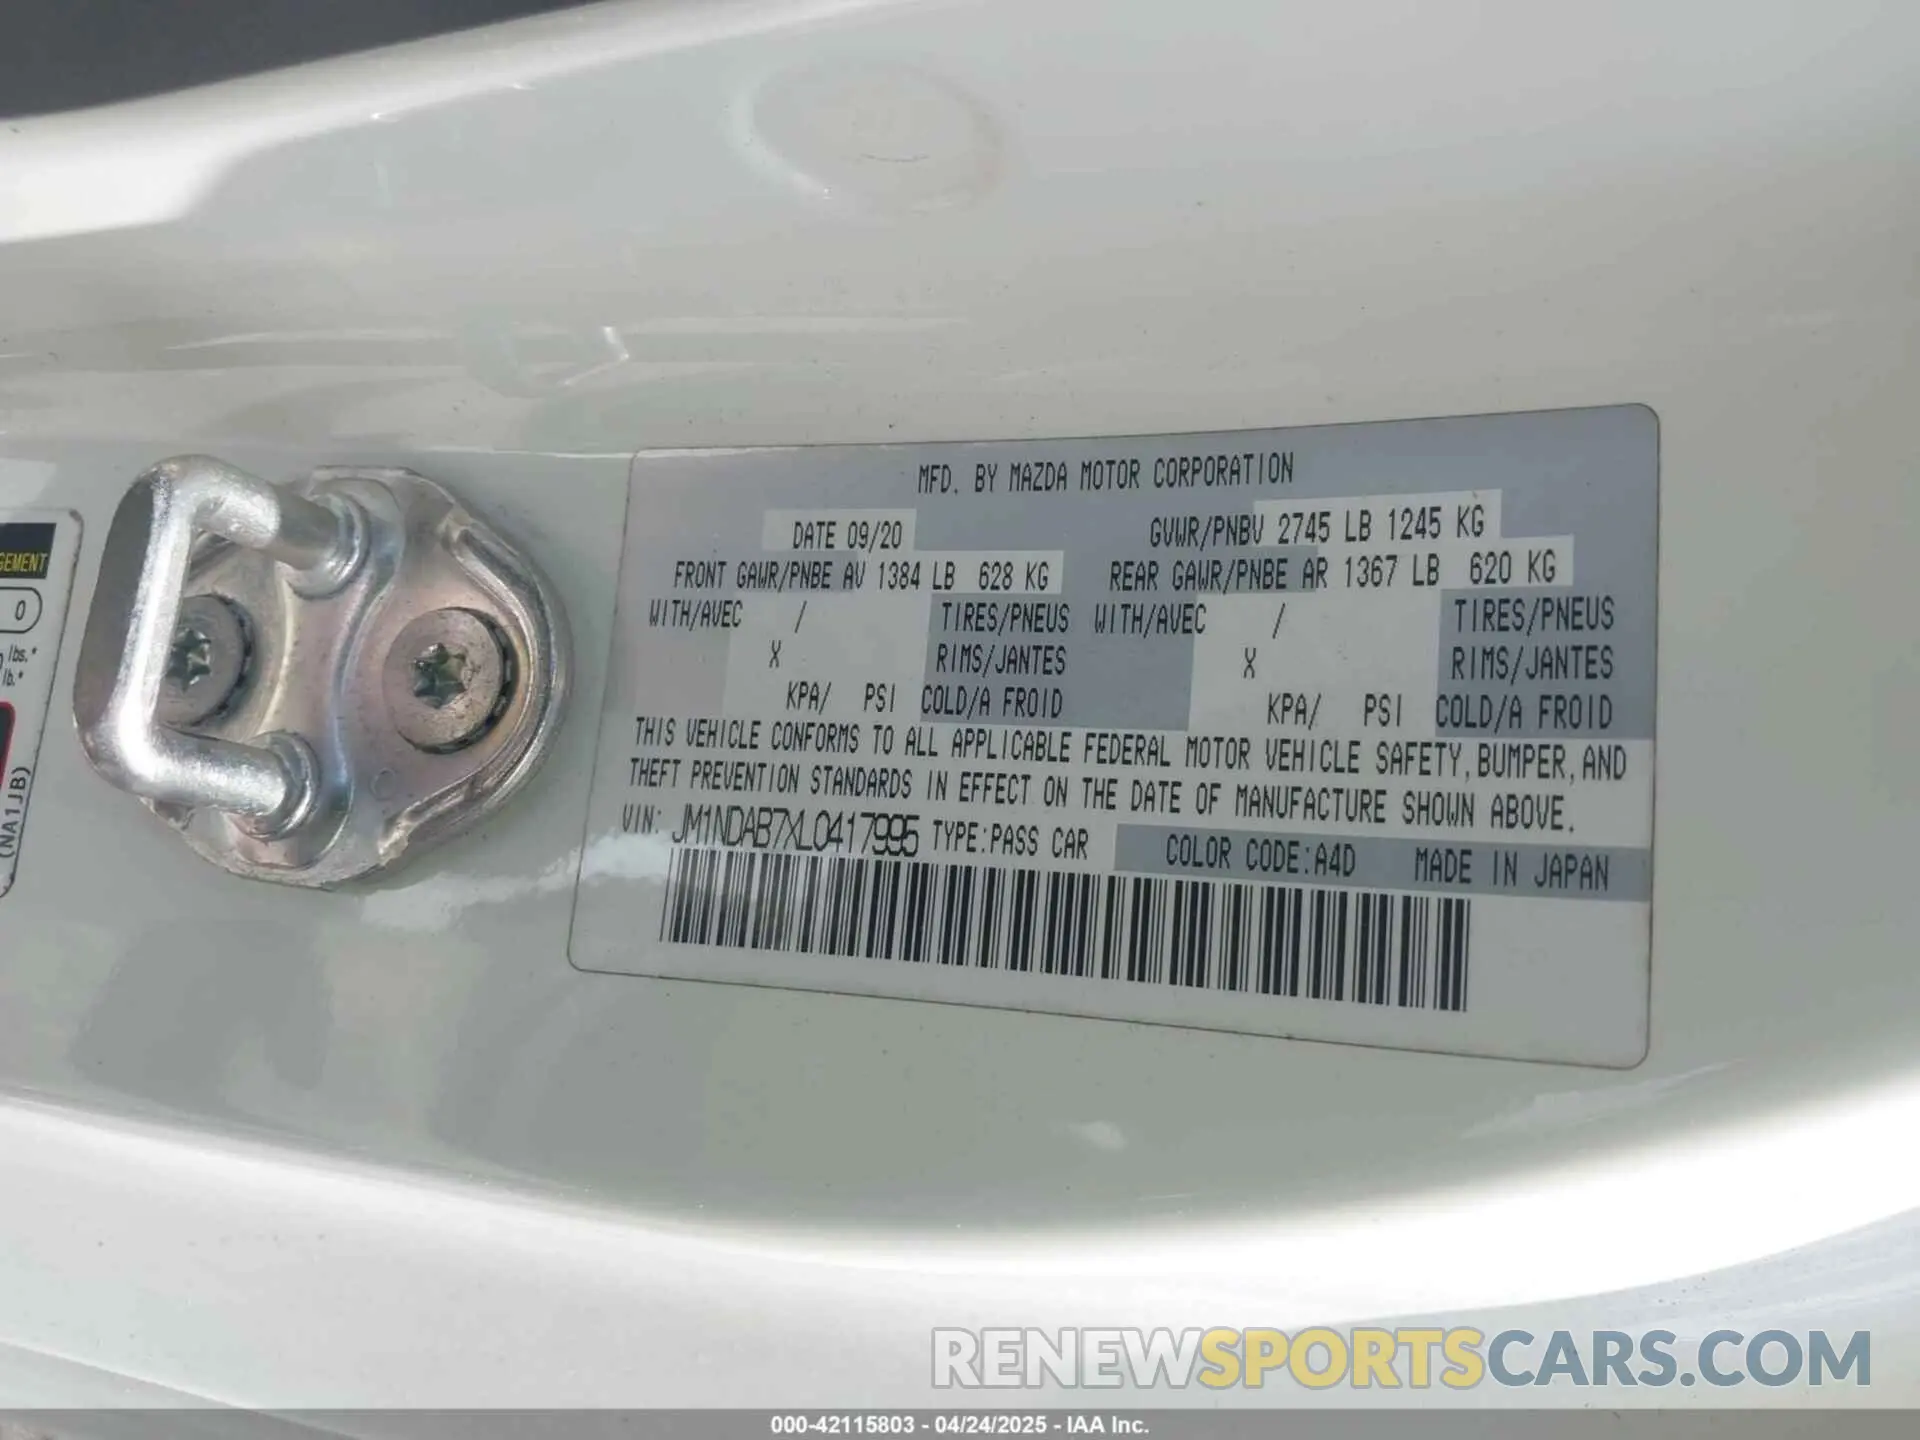 MFD. BY MAZDA MOTOR CORPORATION
DATE 09/20 GVWR/PNBV 2745 LB 1245 KG
FRONT GAWR/PNBE AV 1384 LB 628 KG REAR GAWR/PNBE AR 1367 LB 620 KG
WITH/AVEC / TIRES/PNEUS WITH/AVEC / TIRES/PNEUS
X RIMS/JANTES X RIMS/JANTES
KPA/ PSI COLD/A FROID KPA/ PSI COLD/A FROID
THIS VEHICLE CONFORMS TO ALL APPLICABLE FEDERAL MOTOR VEHICLE SAFETY, BUMPER, AND
THEFT PREVENTION STANDARDS IN EFFECT ON THE DATE OF MANUFACTURE SHOWN ABOVE.
VIN: JM1NDAB7XL0417995 TYPE:PASS CAR COLOR CODE:A4D MADE IN JAPAN
0
lbs.*
lb.*
(NA1JB)
RENEWSPORTSCARS.COM
000-42115803 - 04/24/2025 - IAA Inc.